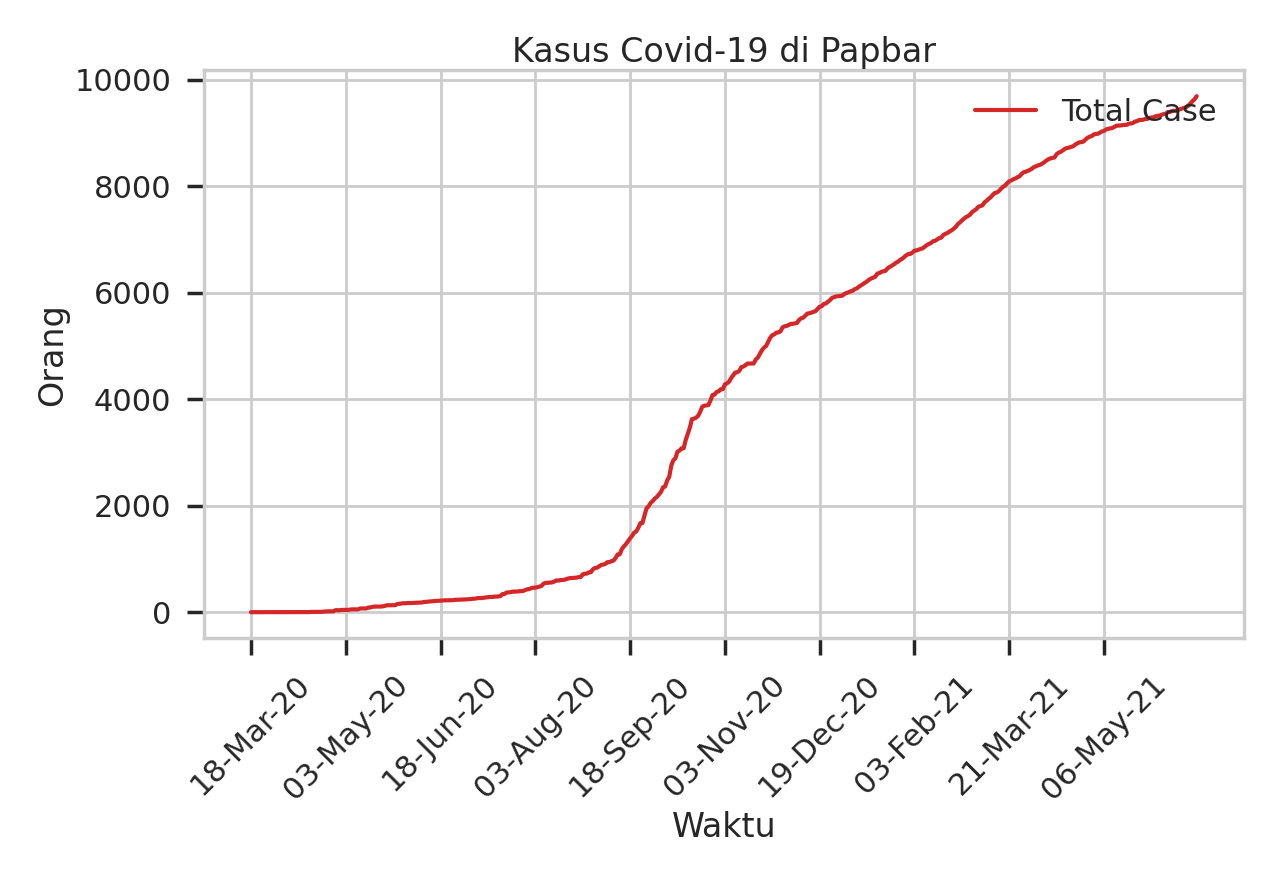 Kasus Covid-19 di Papbar
Total Case
10000
8000
6000
4000
2000
0
Orang
18-Mar-20
03-May-20
18-Jun-20
03-Aug-20
18-Sep-20
03-Nov-20
19-Dec-20
03-Feb-21
21-Mar-21
06-May-21
Waktu